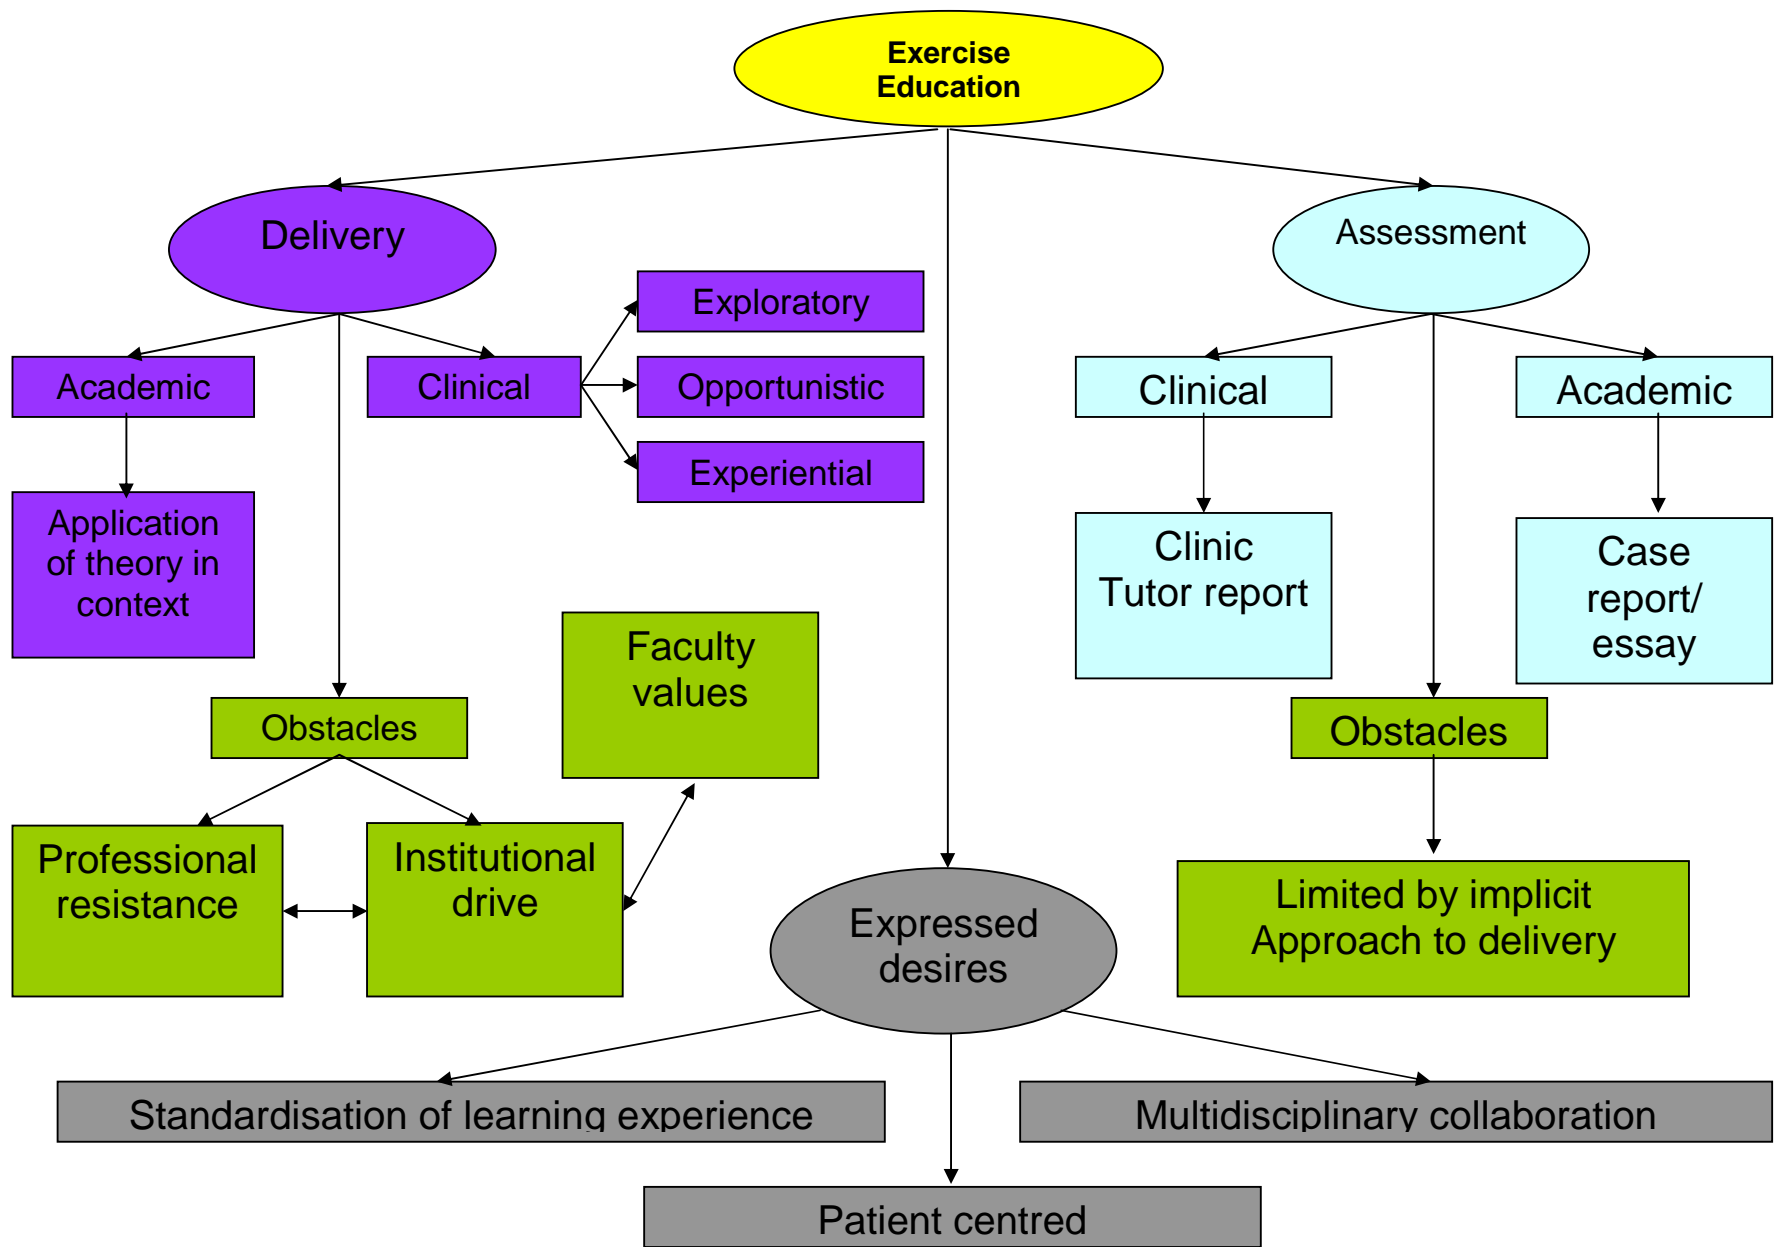 Exercise
Education
Delivery
Assessment
Exploratory
Academic
Clinical
Opportunistic
Experiential
Clinical
Academic
Application
of theory in
context
Clinic
Tutor report
Case
report/
essay
Faculty
values
Obstacles
Obstacles
Professional
resistance
Institutional
drive
Limited by implicit
Approach to delivery
Expressed
desires
Standardisation of learning experience
Multidisciplinary collaboration
Patient centred